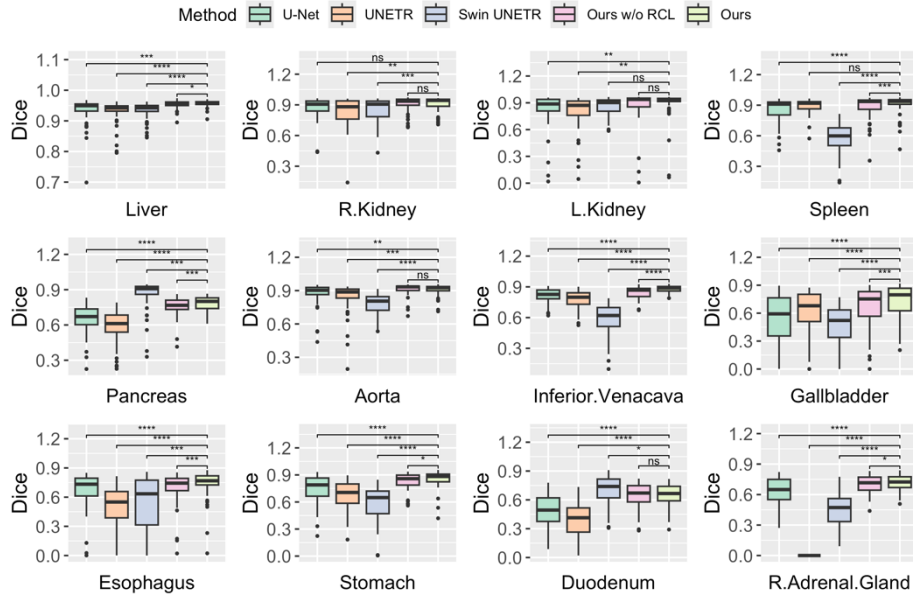 Method U-Net UNETR Swin UNETR Ours w/o RCL Ours
Dice 1.1 1.0 0.9 0.8 0.7 *** **** **** * Liver
Dice 1.2 0.9 0.6 0.3 ns ** *** ns R.Kidney
Dice 1.2 0.9 0.6 0.3 0.0 ** ** ns ns L.Kidney
Dice 1.2 0.9 0.6 0.3 **** ns **** *** Spleen
Dice 1.2 0.9 0.6 0.3 **** **** *** *** Pancreas
Dice 1.2 0.9 0.6 0.3 ** *** **** ns Aorta
Dice 1.2 0.9 0.6 0.3 **** **** **** **** Inferior.Venacava
Dice 1.2 0.9 0.6 0.3 0.0 **** **** **** *** Gallbladder
Dice 1.2 0.9 0.6 0.3 0.0 **** **** *** *** Esophagus
Dice 1.2 0.9 0.6 0.3 0.0 **** **** **** * Stomach
Dice 1.2 0.9 0.6 0.3 0.0 **** **** * ns Duodenum
Dice 1.2 0.9 0.6 0.3 0.0 **** **** **** * R.Adrenal.Gland